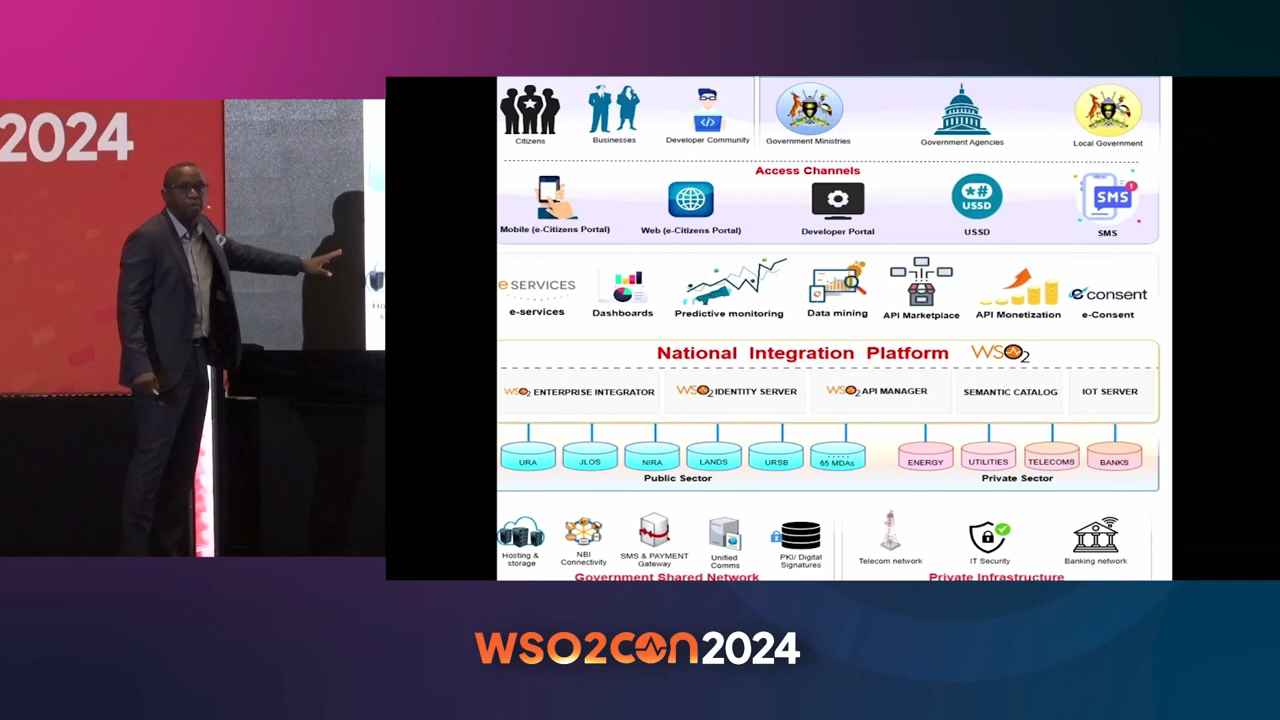 2024
Citizens
Businesses
Developer Community
Government Ministries
Government Agencies
Local Government
Access Channels
*#
USSD
SMS
1
Mobile (e-Citizens Portal)
Web (e-Citizens Portal)
Developer Portal
USSD
SMS
e SERVICES
e consent
e-services
Dashboards
Predictive monitoring
Data mining
API Marketplace
API Monetization
e-Consent
National Integration Platform WSO2
WSO2 ENTERPRISE INTEGRATOR
WSO2 IDENTITY SERVER
WSO2 API MANAGER
SEMANTIC CATALOG
IOT SERVER
URA
JLOS
NIRA
LANDS
URSB
65 MDAs
ENERGY
UTILITIES
TELECOMS
BANKS
Public Sector
Private Sector
Hosting &
storage
NBI
Connectivity
SMS & PAYMENT
Gateway
Unified
Comms
PKI/ Digital
Signatures
Telecom network
IT Security
Banking network
Government Shared Network
Private Infrastructure
WSO2CON2024